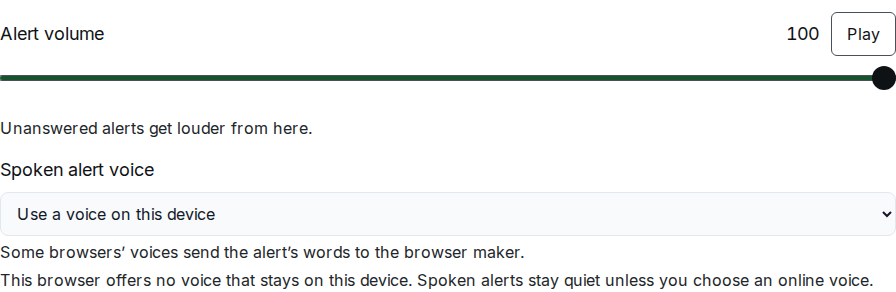 Alert volume 100 Play
Unanswered alerts get louder from here.
Spoken alert voice
Use a voice on this device
Some browsers’ voices send the alert’s words to the browser maker.
This browser offers no voice that stays on this device. Spoken alerts stay quiet unless you choose an online voice.